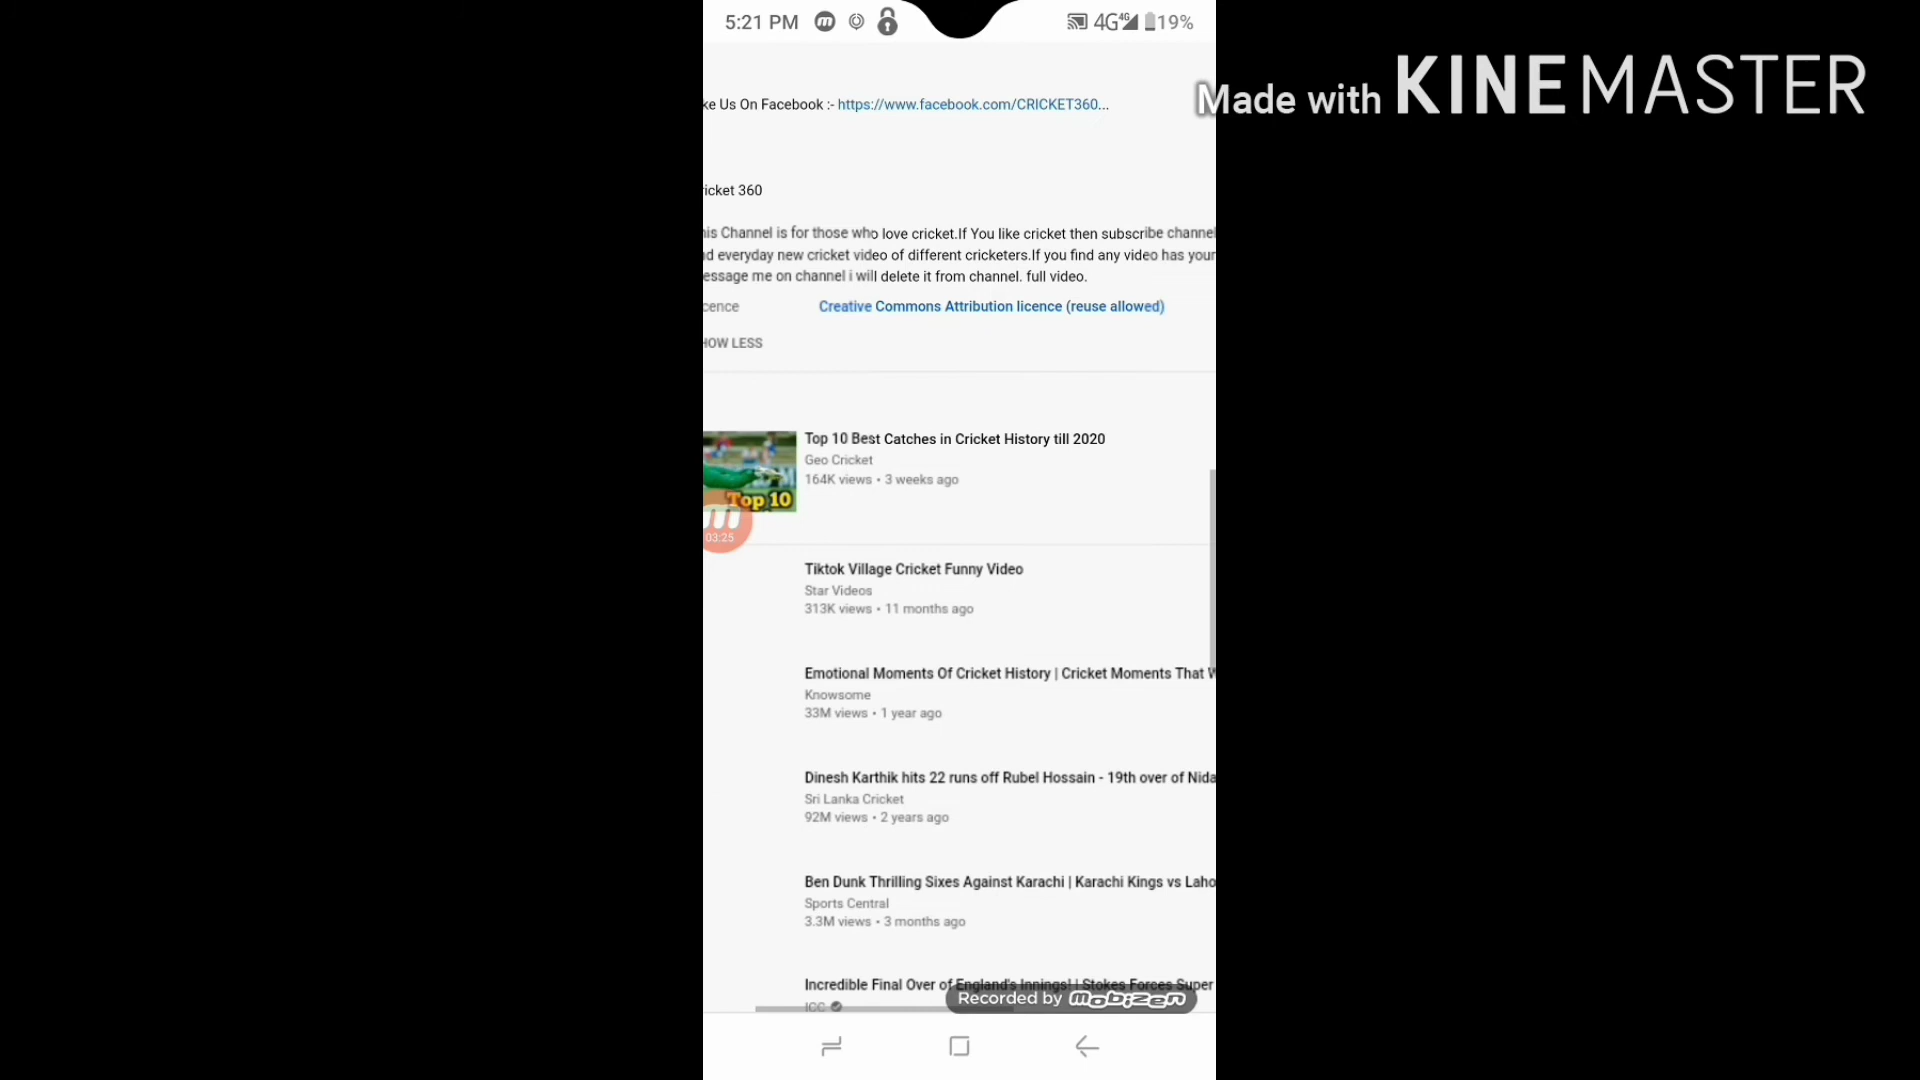 5:21 PM
4G 4G 19%
Made with KINEMASTER
ke Us On Facebook :- https://www.facebook.com/CRICKET360...
ricket 360
his Channel is for those who love cricket.If You like cricket then subscribe channel
nd everyday new cricket video of different cricketers.If you find any video has your
essage me on channel i will delete it from channel. full video.
cence Creative Commons Attribution licence (reuse allowed)
HOW LESS
Top 10 Best Catches in Cricket History till 2020
Geo Cricket
164K views • 3 weeks ago
Top 10
03:25
Tiktok Village Cricket Funny Video
Star Videos
313K views • 11 months ago
Emotional Moments Of Cricket History | Cricket Moments That W
Knowsome
33M views • 1 year ago
Dinesh Karthik hits 22 runs off Rubel Hossain - 19th over of Nida
Sri Lanka Cricket
92M views • 2 years ago
Ben Dunk Thrilling Sixes Against Karachi | Karachi Kings vs Laho
Sports Central
3.3M views • 3 months ago
Incredible Final Over of England's Innings! | Stokes Forces Super
ICC
Recorded by mobizen